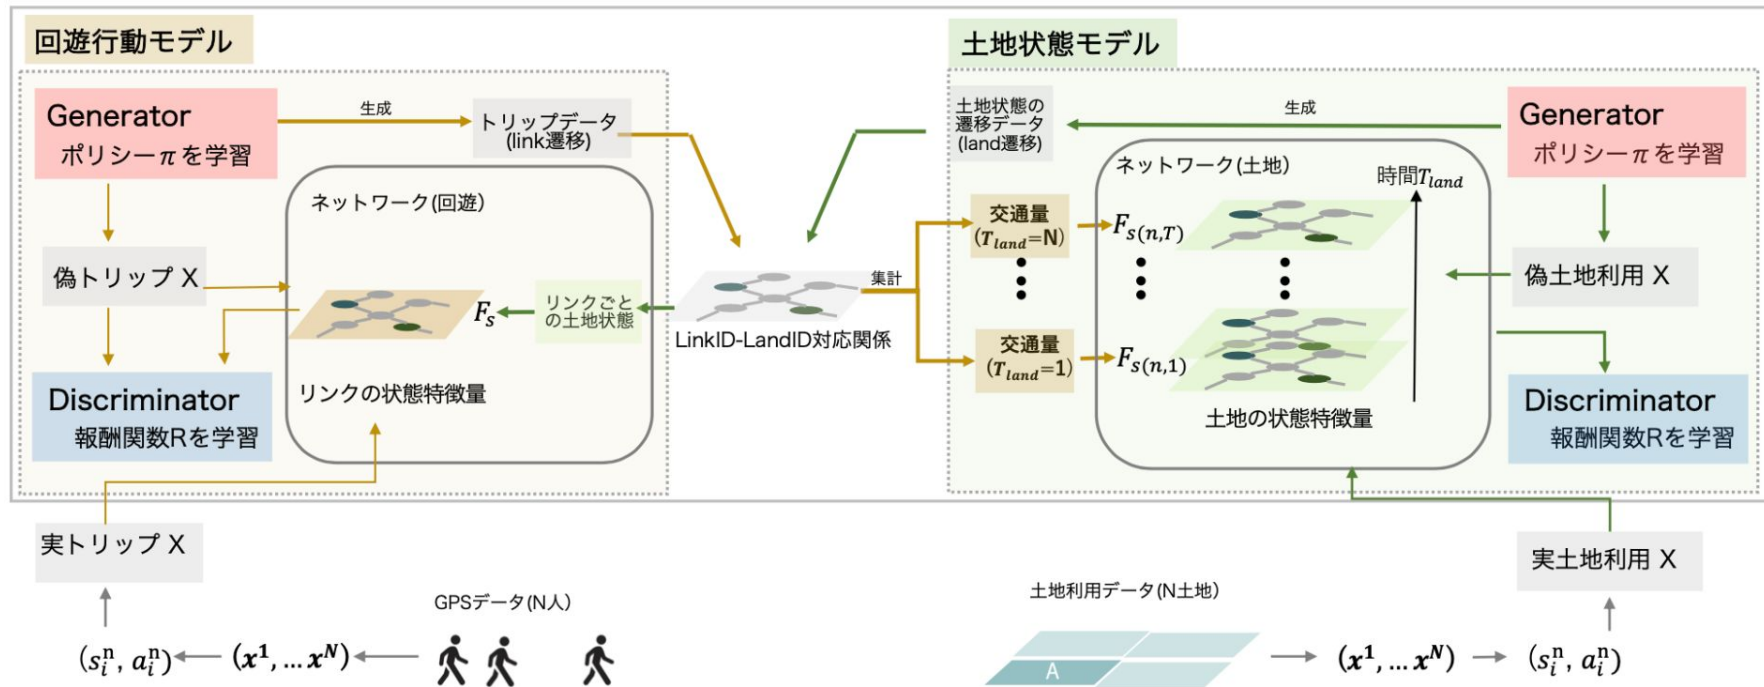 回遊行動モデル
Generator
ポリシーπを学習
生成
トリップデータ
(link遷移)
ネットワーク(回遊)
偽トリップ X
F_s
リンクごと
の土地状態
リンクの状態特徴量
Discriminator
報酬関数Rを学習
実トリップ X
GPSデータ(N人)
(x^1, … x^N)
(s_i^n, a_i^n)
LinkID-LandID対応関係
集計
土地状態モデル
土地状態の
遷移データ
(land遷移)
生成
Generator
ポリシーπを学習
ネットワーク(土地)
時間T_land
交通量
(T_land=N)
F_s(n,T)
交通量
(T_land=1)
F_s(n,1)
土地の状態特徴量
偽土地利用 X
Discriminator
報酬関数Rを学習
実土地利用 X
土地利用データ(N土地)
A
(x^1, … x^N)
(s_i^n, a_i^n)